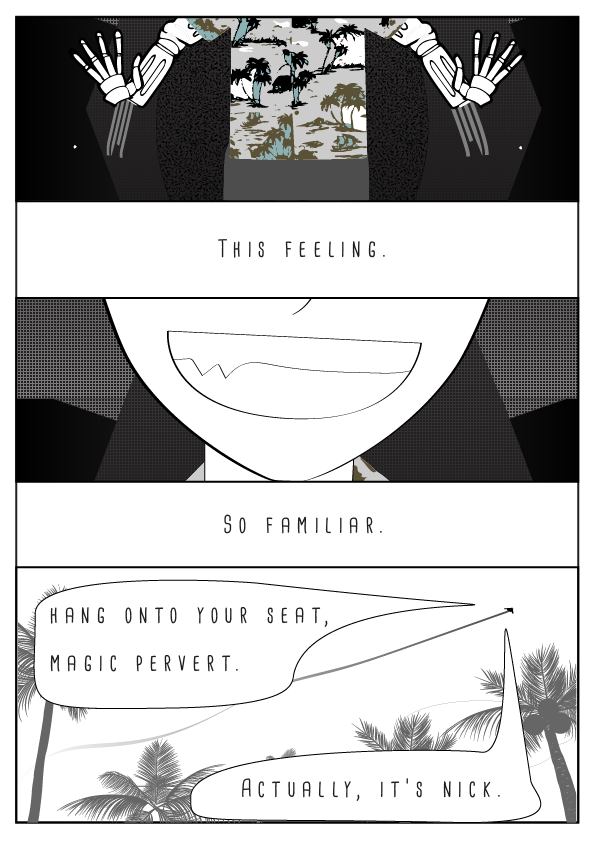 This feeling.
So familiar.
Hang onto your seat,
magic pervert.
Actually, it's Nick.